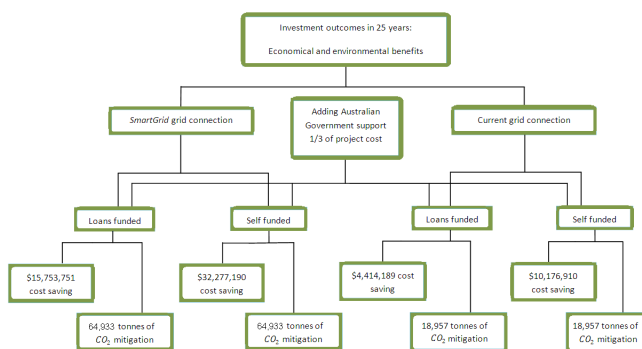 Investment outcomes in 25 years:
Economical and environmental benefits
SmartGrid grid connection
Adding Australian
Government support
1/3 of project cost
Current grid connection
Loans funded
Self funded
Loans funded
Self funded
$15,753,751
cost saving
$32,277,190
cost saving
$4,414,189 cost
saving
$10,176,910
cost saving
64,933 tonnes of
CO₂ mitigation
64,933 tonnes of
CO₂ mitigation
18,957 tonnes of
CO₂ mitigation
18,957 tonnes of
CO₂ mitigation